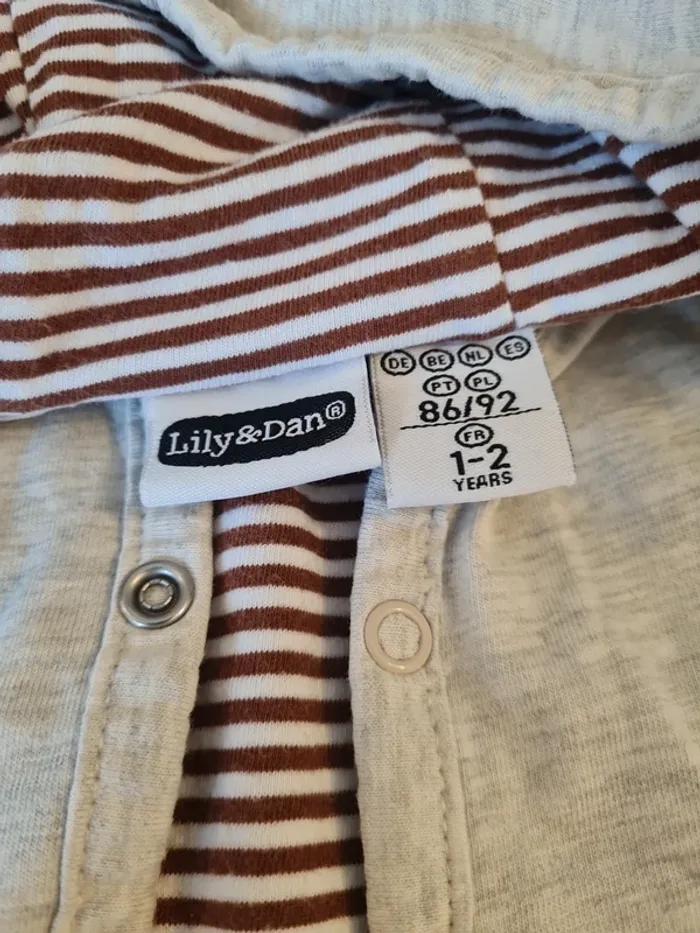 Lily&Dan®
DE BE NL ES
PT PL
86/92
FR
1-2
YEARS